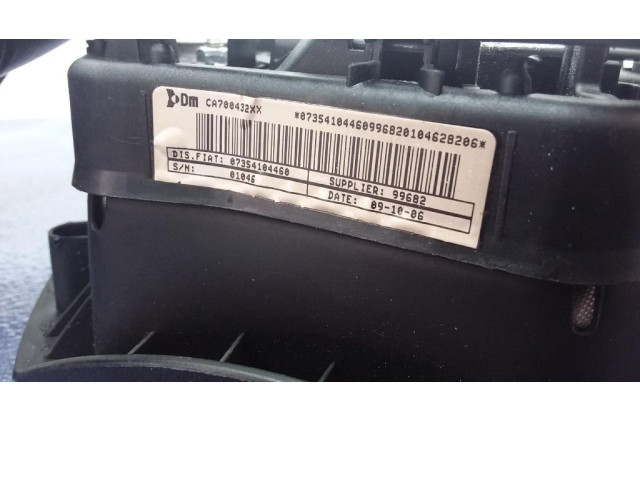 Dm CA700432XX
*07354104460996820104628206*
DIS.FIAT: 07354104460
SUPPLIER: 99682
S/N: 01046
DATE: 09-10-06